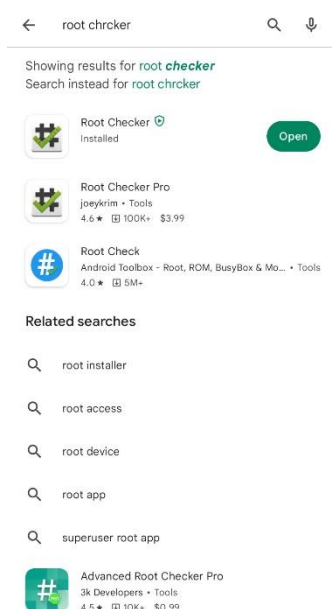 root chrcker
Showing results for root checker
Search instead for root chrcker
Root Checker
Installed
Open
Root Checker Pro
joeykrim • Tools
4.6★ 100K+ $3.99
Root Check
Android Toolbox - Root, ROM, BusyBox & Mo... • Tools
4.0★ 5M+
Related searches
root installer
root access
root device
root app
superuser root app
Advanced Root Checker Pro
3k Developers • Tools
4.5★ 10K+ $0.99